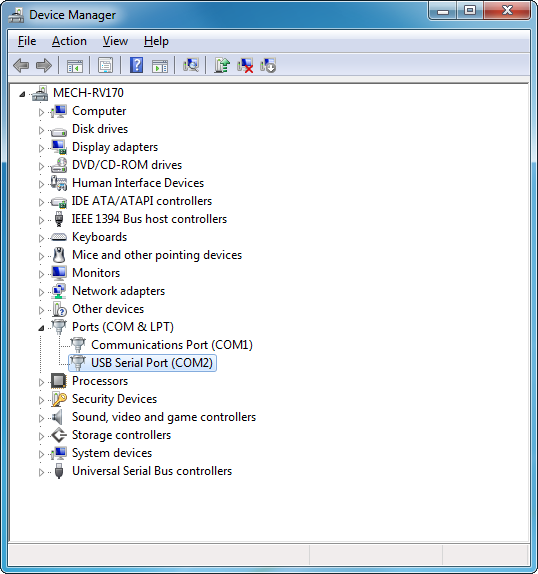 Device Manager
File Action View Help
MECH-RV170
Computer
Disk drives
Display adapters
DVD/CD-ROM drives
Human Interface Devices
IDE ATA/ATAPI controllers
IEEE 1394 Bus host controllers
Keyboards
Mice and other pointing devices
Monitors
Network adapters
Other devices
Ports (COM & LPT)
Communications Port (COM1)
USB Serial Port (COM2)
Processors
Security Devices
Sound, video and game controllers
Storage controllers
System devices
Universal Serial Bus controllers